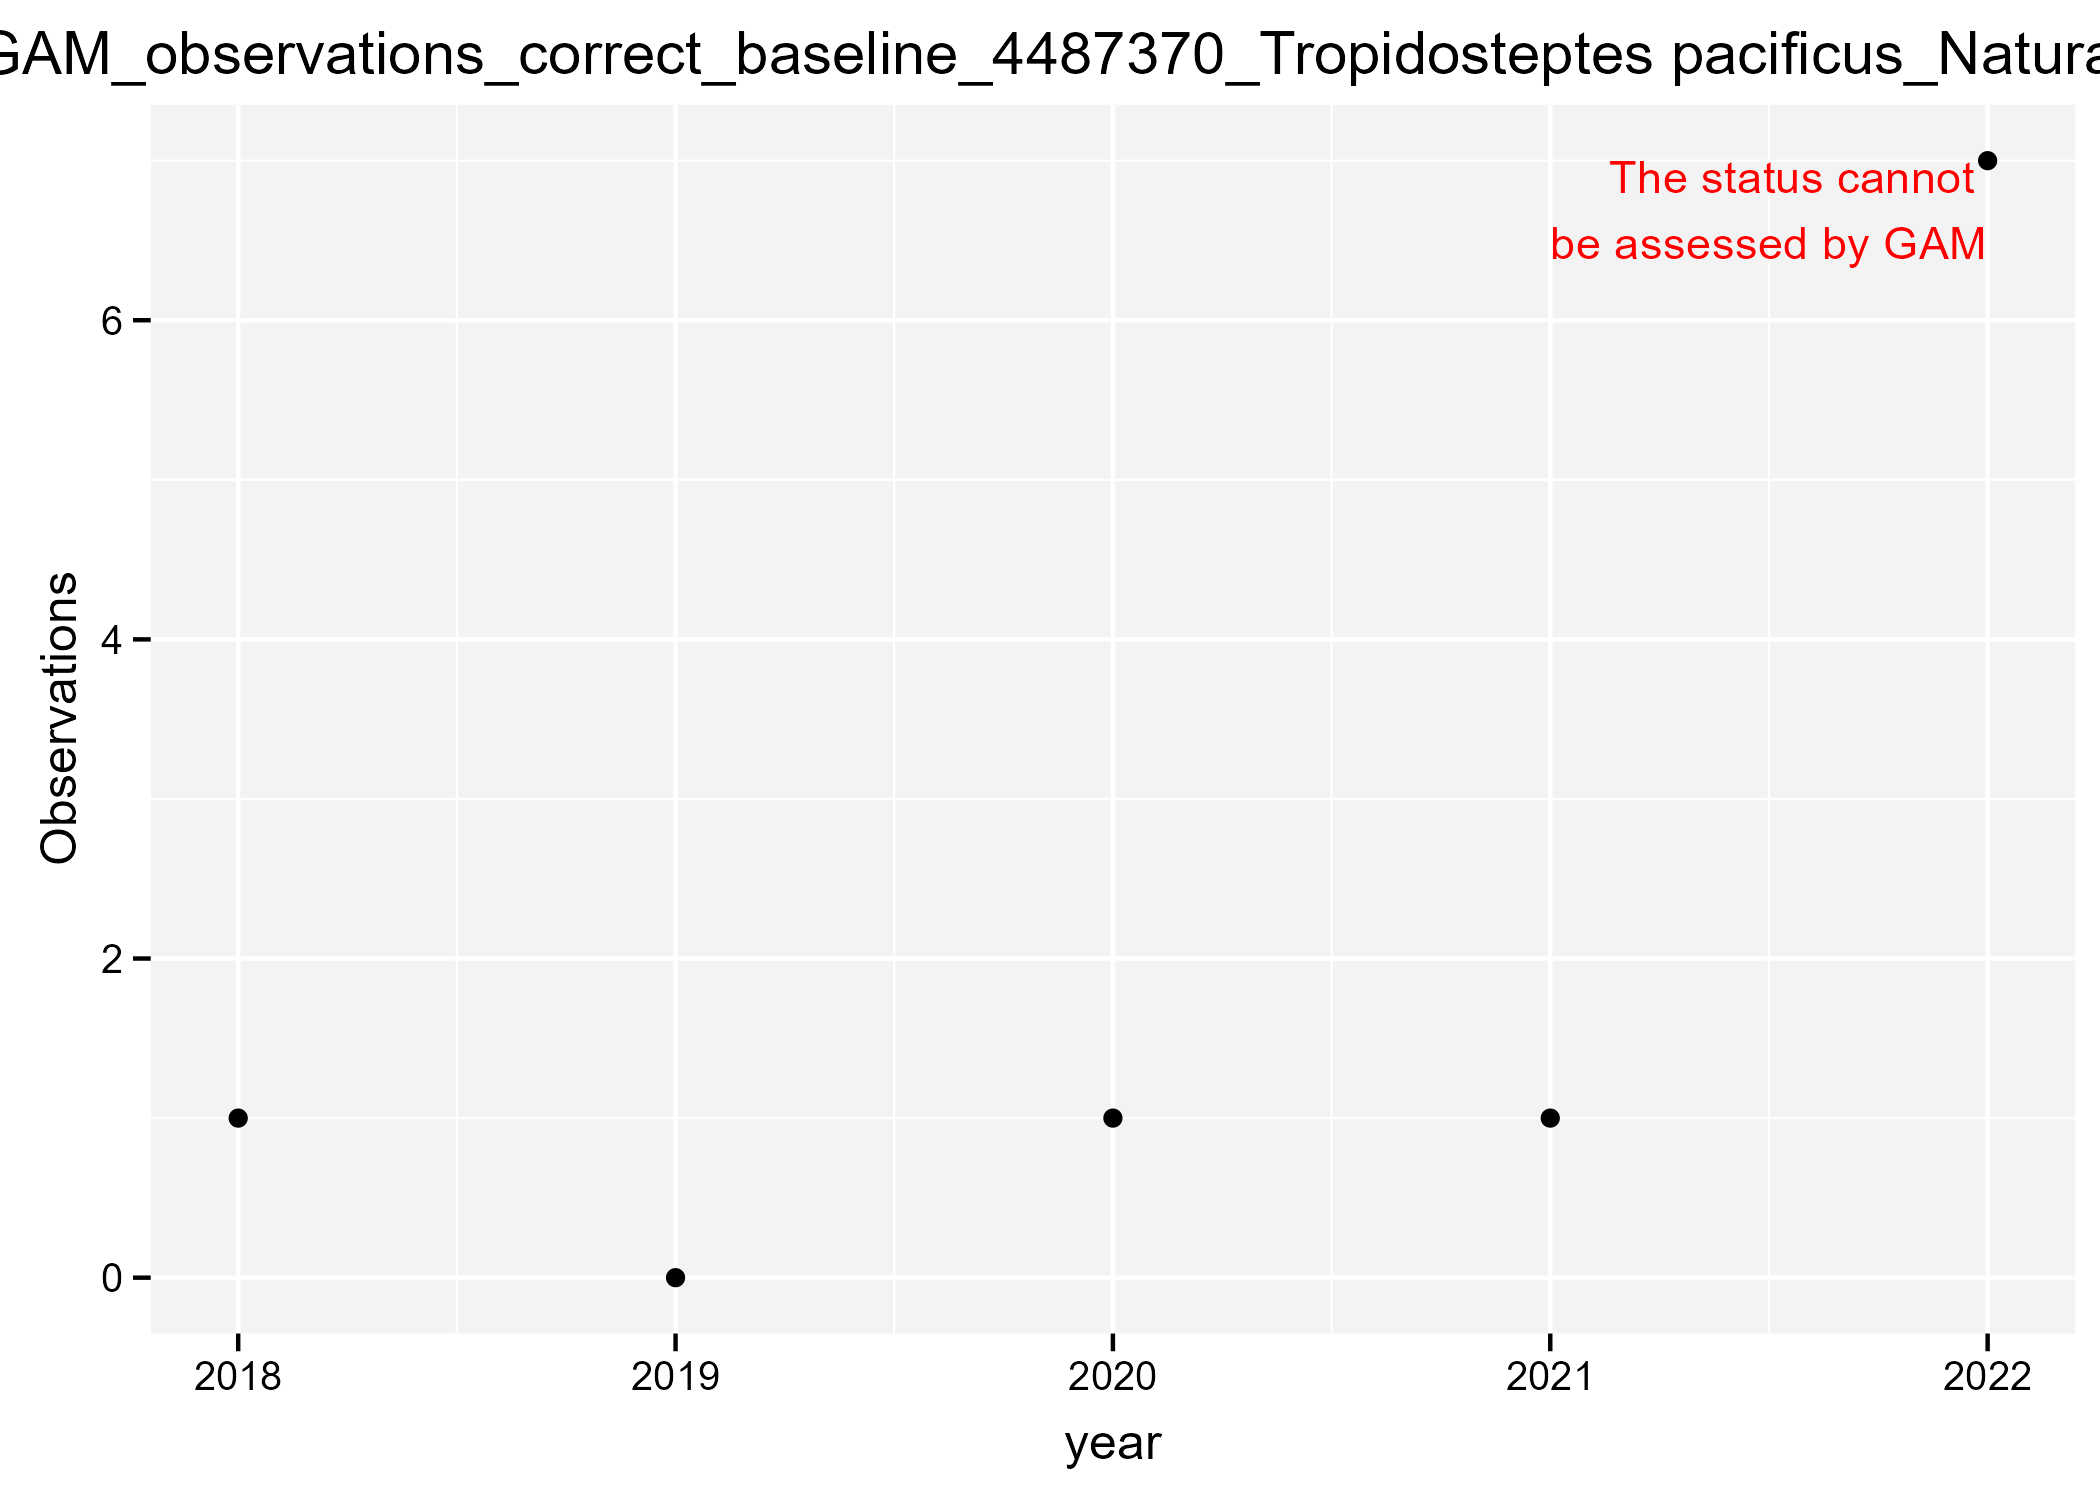 GAM_observations_correct_baseline_4487370_Tropidosteptes pacificus_Natura
The status cannot
be assessed by GAM
6
4
2
0
Observations
2018 2019 2020 2021 2022
year